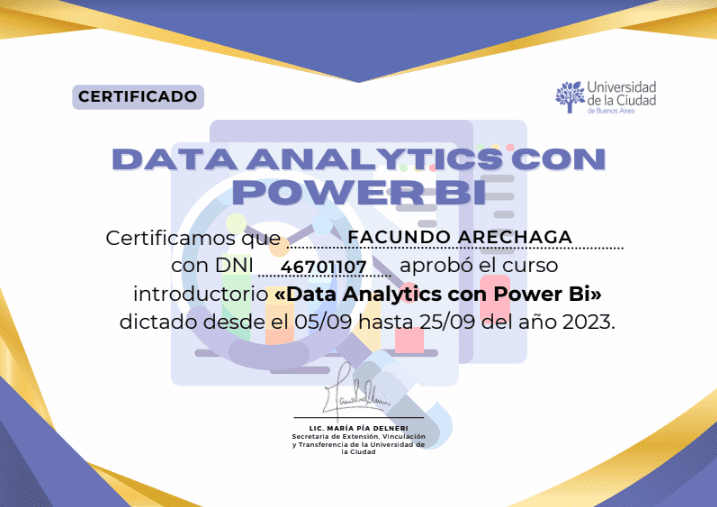 CERTIFICADO
Universidad
de la Ciudad
de Buenos Aires
DATA ANALYTICS CON
POWER BI
Certificamos que FACUNDO ARECHAGA
con DNI 46701107 aprobó el curso
introductorio «Data Analytics con Power Bi»
dictado desde el 05/09 hasta 25/09 del año 2023.
LIC. MARÍA PÍA DELNERI
Secretaria de Extensión, Vinculación
y Transferencia de la Universidad de
la Ciudad